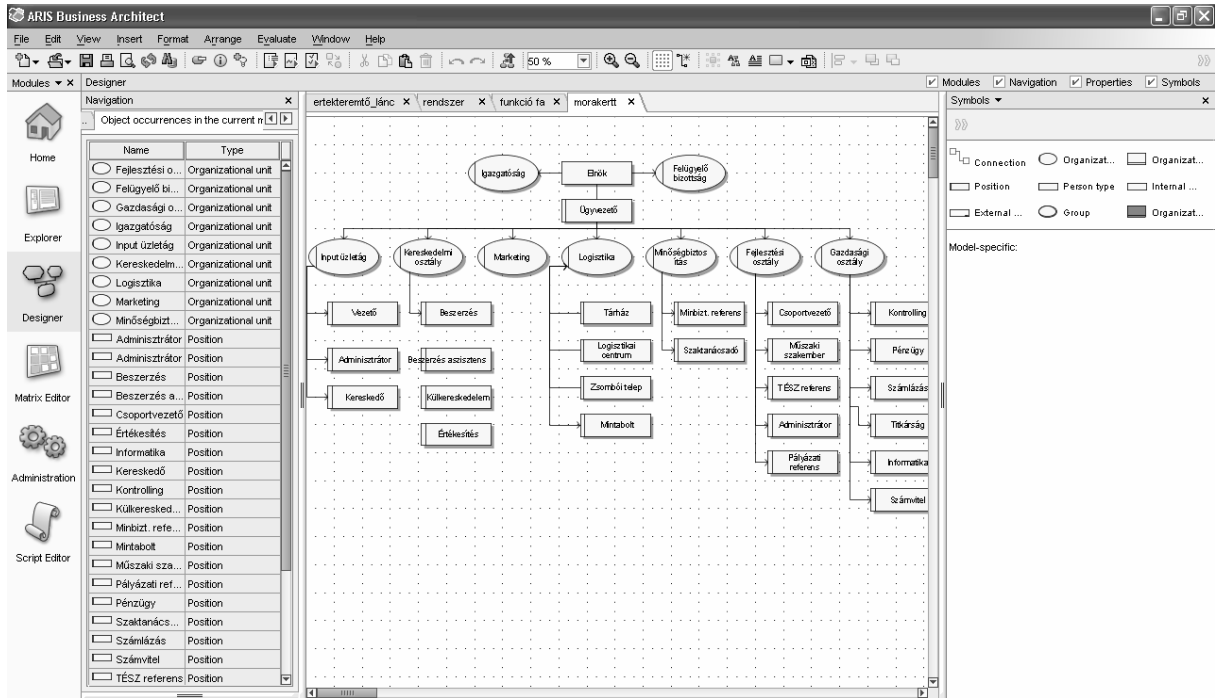 ARIS Business Architect
File Edit View Insert Format Arrange Evaluate Window Help
50 %
Modules Designer Modules Navigation Properties Symbols
Navigation
.. Object occurrences in the current m
Name Type
Fejlesztési o... Organizational unit
Felügyelő bi... Organizational unit
Gazdasági o... Organizational unit
Igazgatóság Organizational unit
Input üzletág Organizational unit
Kereskedelm... Organizational unit
Logisztika Organizational unit
Marketing Organizational unit
Minőségbizt... Organizational unit
Adminisztrátor Position
Adminisztrátor Position
Beszerzés Position
Beszerzés a... Position
Csoportvezető Position
Értékesítés Position
Informatika Position
Kereskedő Position
Kontrolling Position
Külkeresked... Position
Minbizt. refe... Position
Mintabolt Position
Műszaki sza... Position
Pályázati ref... Position
Pénzügy Position
Szaktanács... Position
Számlázás Position
Számvitel Position
TÉSZ referens Position
Home
Explorer
Designer
Matrix Editor
Administration
Script Editor
ertekteremtő_lánc rendszer funkció fa morakertt
Igazgatóság Elnök Felügyelő
bizottság
Ügyvezető
Input üzletág Kereskedelmi
osztály Marketing Logisztika Minőségbiztos
ítás Fejlesztési
osztály Gazdasági
osztály
Vezető Beszerzés Tárház Minbizt. referens Csoportvezető Kontrolling
Adminisztrátor Beszerzés aszisztens Logisztikai
centrum Szaktanácsadó Műszaki
szakember Pénzügy
Kereskedő Külkereskedelem Zsombói telep TÉSZ referens Számlázás
Értékesítés Mintabolt Adminisztrátor Titkárság
Pályázati
referens Informatika
Számvitel
Symbols
Connection Organizat... Organizat...
Position Person type Internal ...
External ... Group Organizat...
Model-specific: